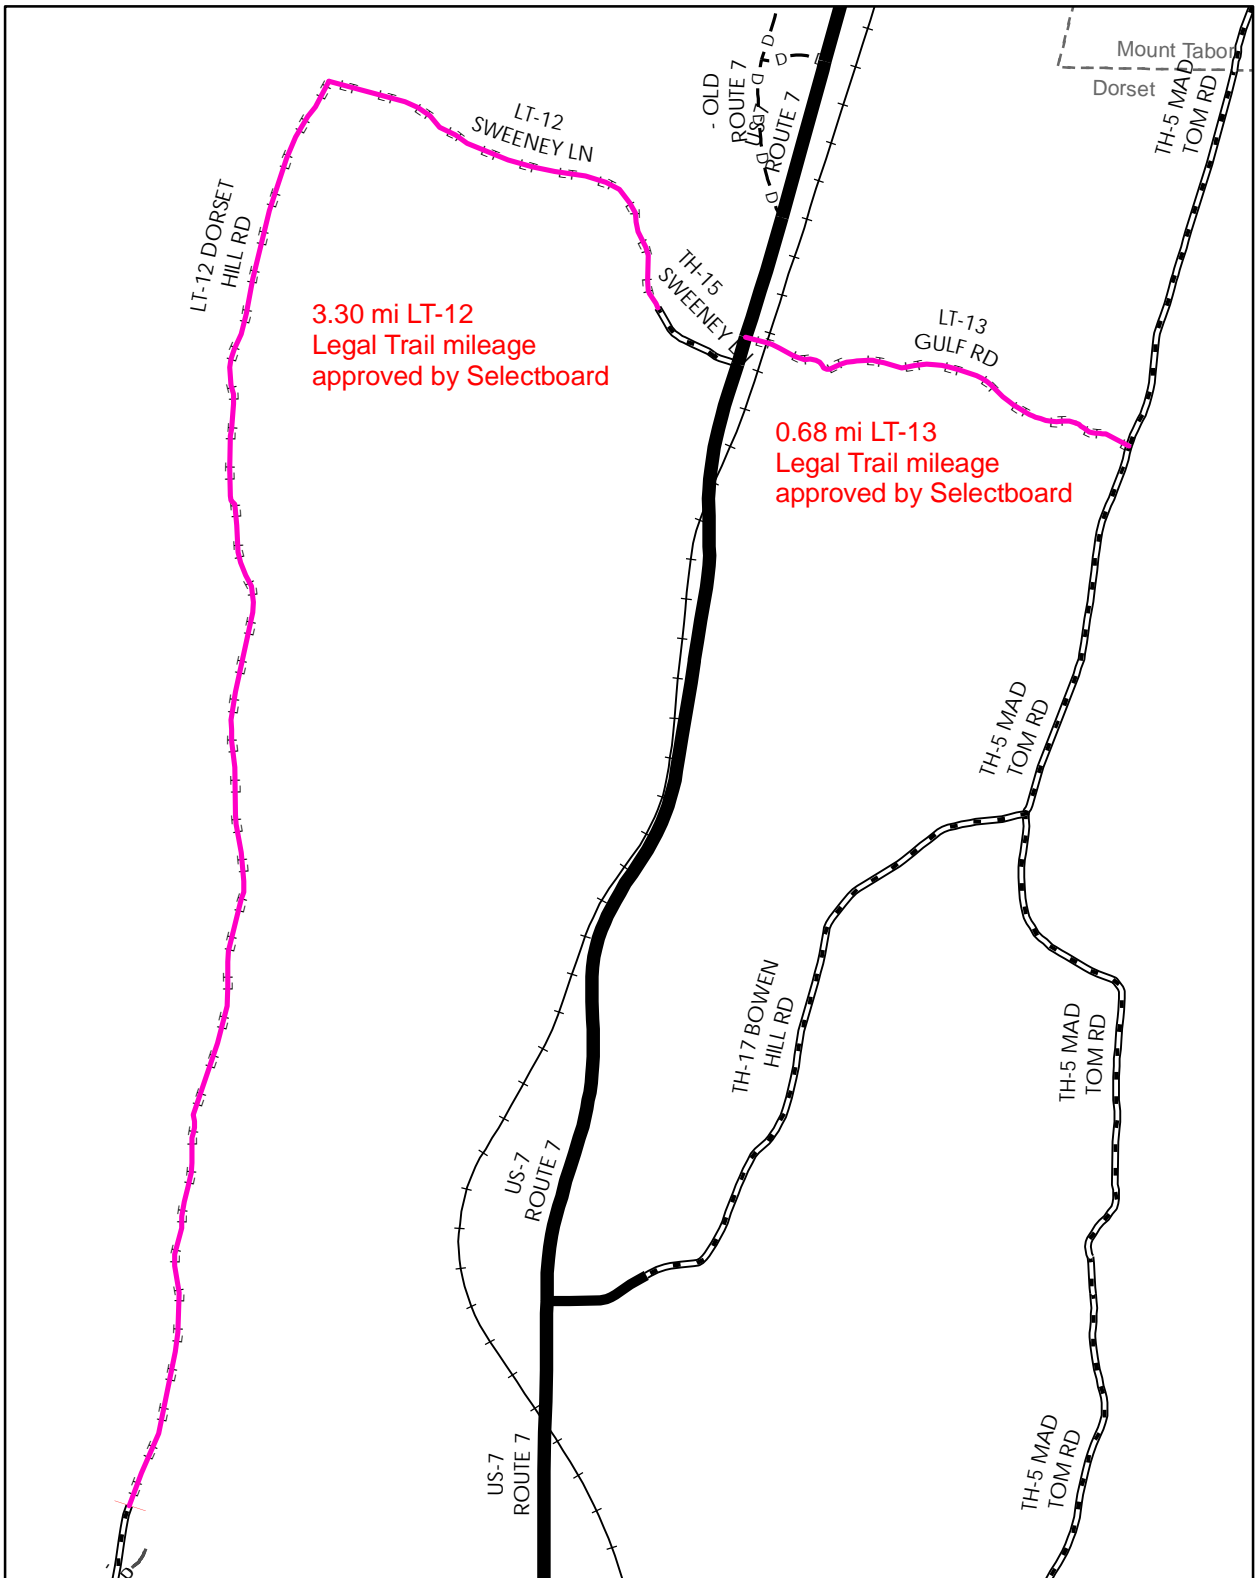 Mount Tabor
Dorset
- OLD
ROUTE 7
US-7
ROUTE 7
TH-5 MAD
TOM RD
LT-12
SWEENEY LN
LT-12 DORSET
HILL RD
TH-15
SWEENEY LN
3.30 mi LT-12
Legal Trail mileage
approved by Selectboard
LT-13
GULF RD
0.68 mi LT-13
Legal Trail mileage
approved by Selectboard
TH-5 MAD
TOM RD
TH-17 BOWEN
HILL RD
TH-5 MAD
TOM RD
US-7
ROUTE 7
US-7
ROUTE 7
TH-5 MAD
TOM RD